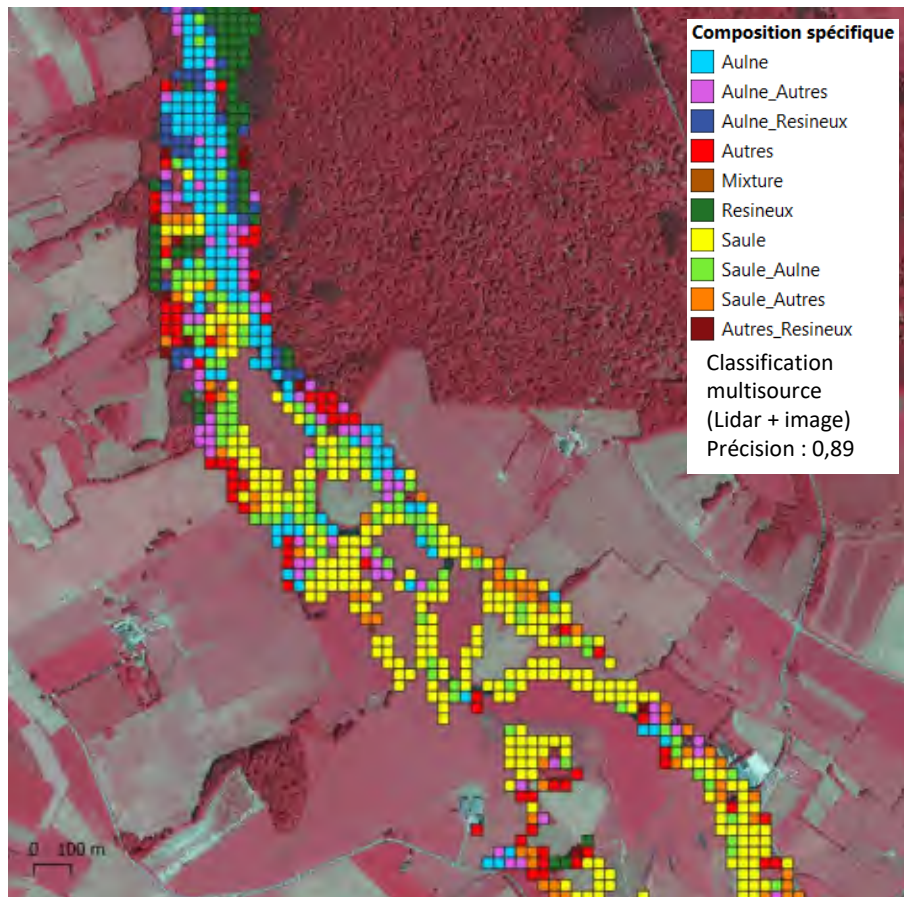 Composition spécifique
Aulne
Aulne_Autres
Aulne_Resineux
Autres
Mixture
Resineux
Saule
Saule_Aulne
Saule_Autres
Autres_Resineux
Classification
multisource
(Lidar + image)
Précision : 0,89
0 100 m